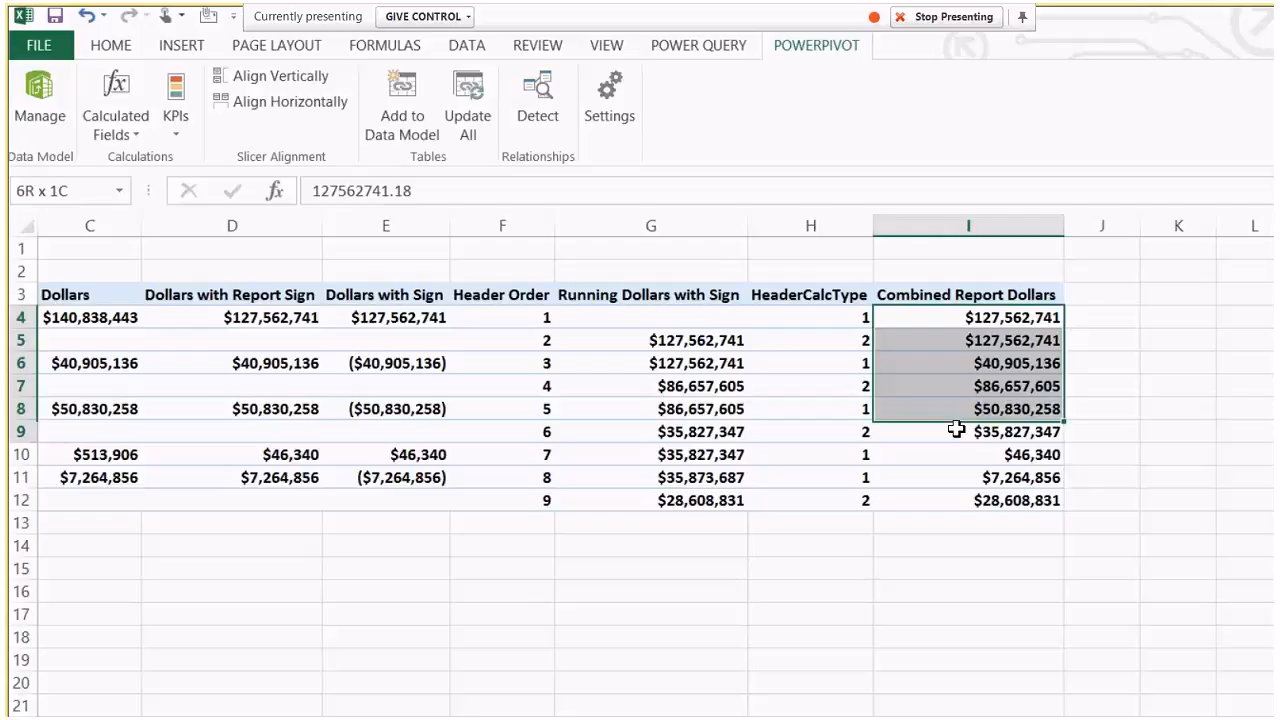 Currently presenting GIVE CONTROL Stop Presenting
FILE HOME INSERT PAGE LAYOUT FORMULAS DATA REVIEW VIEW POWER QUERY POWERPIVOT
Manage
Calculated Fields
KPIs
Align Vertically
Align Horizontally
Add to Data Model
Update All
Detect
Settings
Data Model Calculations Slicer Alignment Tables Relationships
6R x 1C fx 127562741.18
C D E F G H I J K L
1
2
3 Dollars Dollars with Report Sign Dollars with Sign Header Order Running Dollars with Sign HeaderCalcType Combined Report Dollars
4 $140,838,443 $127,562,741 $127,562,741 1 1 $127,562,741
5 2 $127,562,741 2 $127,562,741
6 $40,905,136 $40,905,136 ($40,905,136) 3 $127,562,741 1 $40,905,136
7 4 $86,657,605 2 $86,657,605
8 $50,830,258 $50,830,258 ($50,830,258) 5 $86,657,605 1 $50,830,258
9 6 $35,827,347 2 $35,827,347
10 $513,906 $46,340 $46,340 7 $35,827,347 1 $46,340
11 $7,264,856 $7,264,856 ($7,264,856) 8 $35,873,687 1 $7,264,856
12 9 $28,608,831 2 $28,608,831
13
14
15
16
17
18
19
20
21